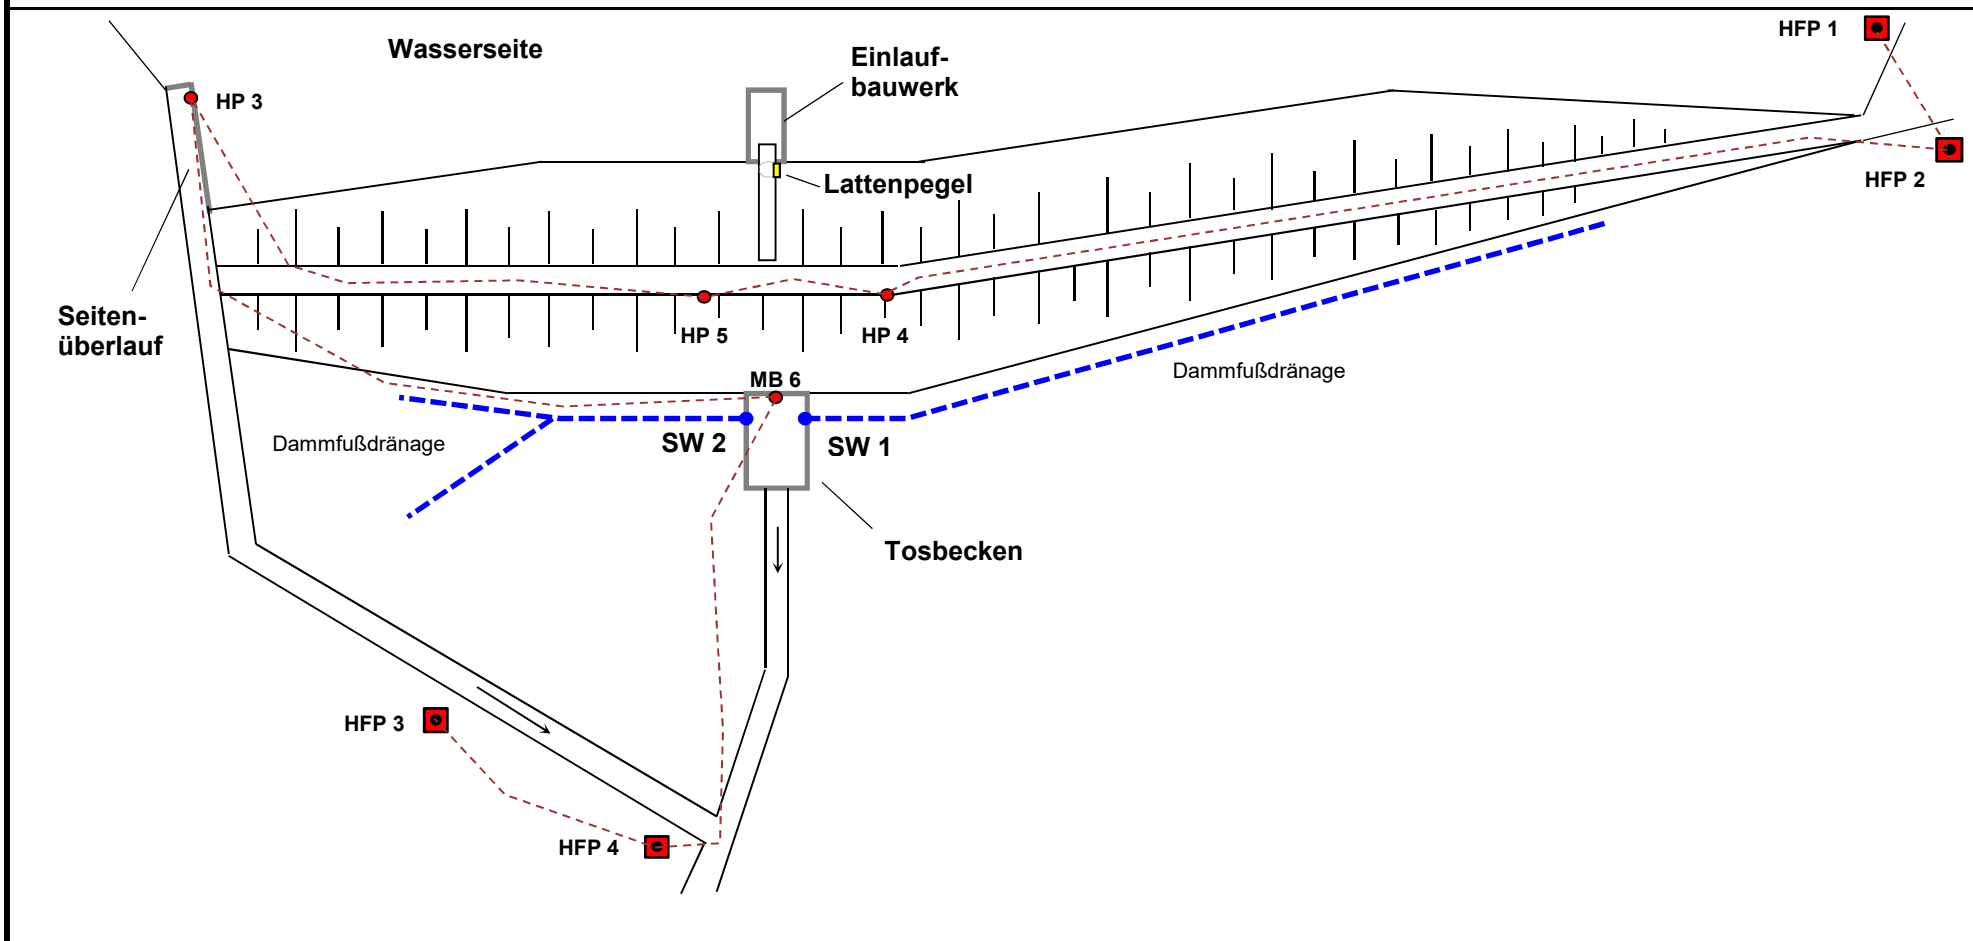 HFP 1
Wasserseite
Einlauf-
bauwerk
HP 3
Lattenpegel
HFP 2
Seiten-
überlauf
HP 5
HP 4
MB 6
Dammfußdränage
Dammfußdränage
SW 2
SW 1
Tosbecken
HFP 3
HFP 4